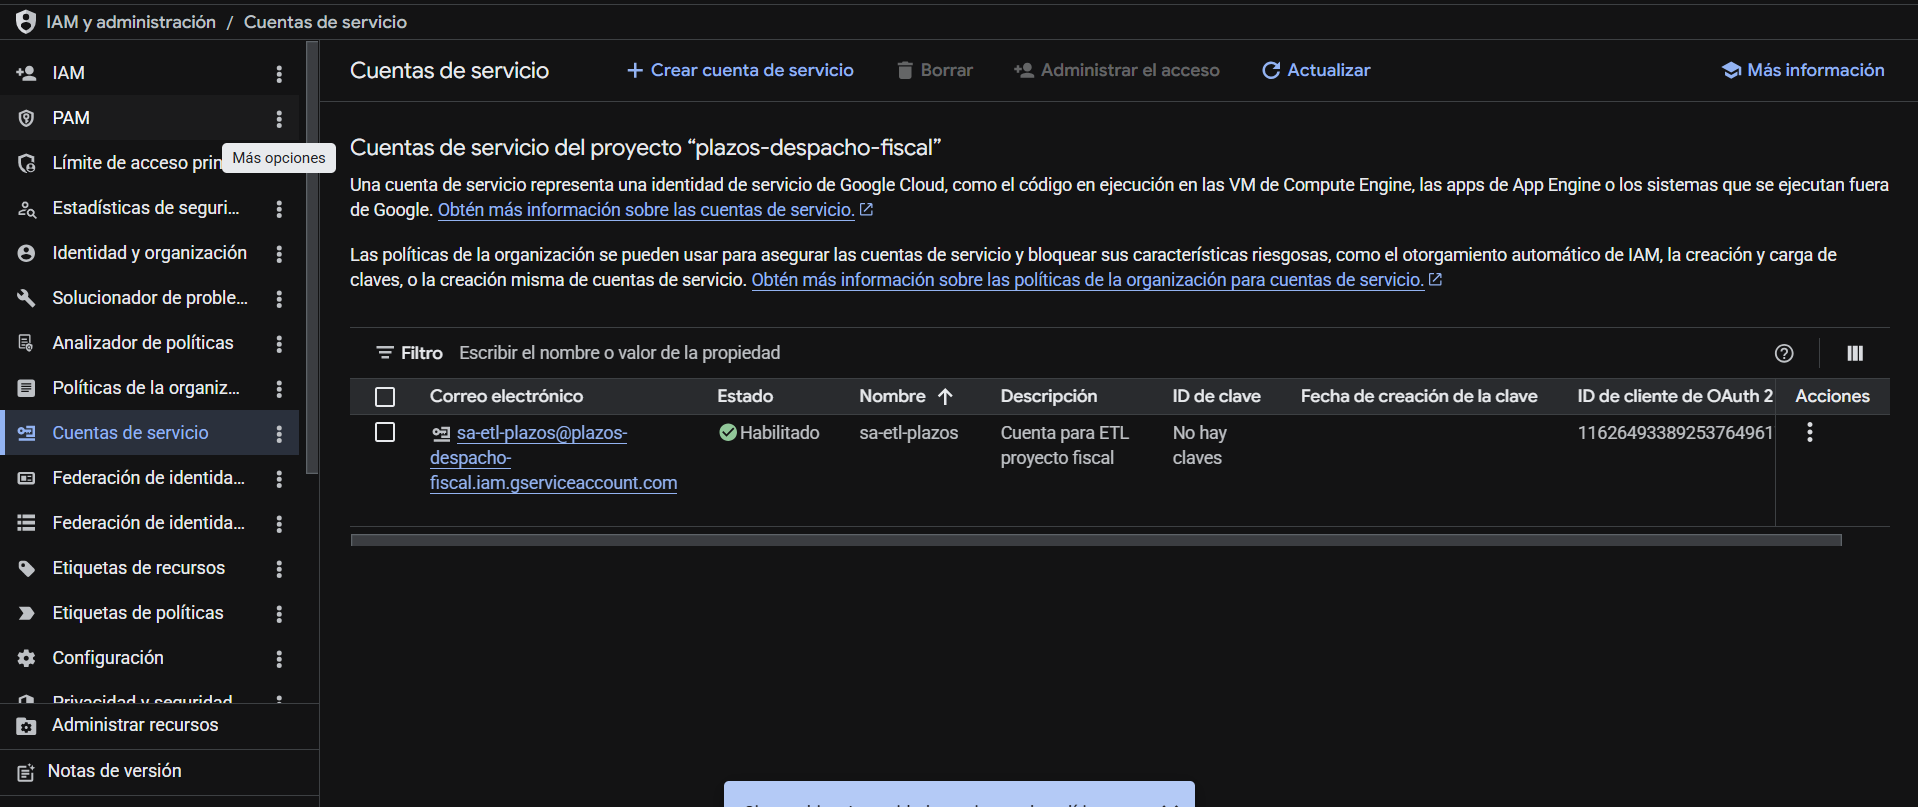 IAM y administración / Cuentas de servicio
IAM
PAM
Límite de acceso prin
Más opciones
Estadísticas de seguri...
Identidad y organización
Solucionador de proble...
Analizador de políticas
Políticas de la organiz...
Cuentas de servicio
Federación de identida...
Federación de identida...
Etiquetas de recursos
Etiquetas de políticas
Configuración
Privacidad y seguridad
Administrar recursos
Notas de versión
Cuentas de servicio
Crear cuenta de servicio
Borrar
Administrar el acceso
Actualizar
Más información
Cuentas de servicio del proyecto “plazos-despacho-fiscal”
Una cuenta de servicio representa una identidad de servicio de Google Cloud, como el código en ejecución en las VM de Compute Engine, las apps de App Engine o los sistemas que se ejecutan fuera
de Google. Obtén más información sobre las cuentas de servicio.
Las políticas de la organización se pueden usar para asegurar las cuentas de servicio y bloquear sus características riesgosas, como el otorgamiento automático de IAM, la creación y carga de
claves, o la creación misma de cuentas de servicio. Obtén más información sobre las políticas de la organización para cuentas de servicio.
Filtro Escribir el nombre o valor de la propiedad
Correo electrónico Estado Nombre Descripción ID de clave Fecha de creación de la clave ID de cliente de OAuth 2 Acciones
sa-etl-plazos@plazos-
despacho-
fiscal.iam.gserviceaccount.com
Habilitado
sa-etl-plazos
Cuenta para ETL
proyecto fiscal
No hay
claves
11626493389253764961